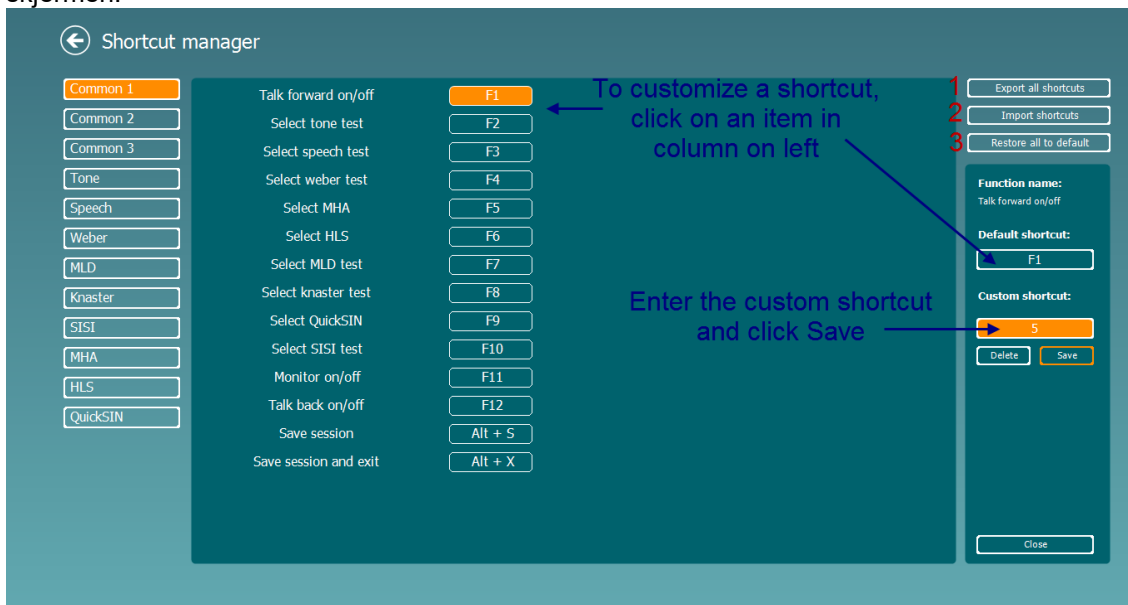 skjermen.
Shortcut manager
Common 1
Common 2
Common 3
Tone
Speech
Weber
MLD
Knaster
SISI
MHA
HLS
QuickSIN
Talk forward on/off F1
Select tone test F2
Select speech test F3
Select weber test F4
Select MHA F5
Select HLS F6
Select MLD test F7
Select knaster test F8
Select QuickSIN F9
Select SISI test F10
Monitor on/off F11
Talk back on/off F12
Save session Alt + S
Save session and exit Alt + X
To customize a shortcut,
click on an item in
column on left
Enter the custom shortcut
and click Save
1 Export all shortcuts
2 Import shortcuts
3 Restore all to default
Function name:
Talk forward on/off
Default shortcut:
F1
Custom shortcut:
S
Delete Save
Close